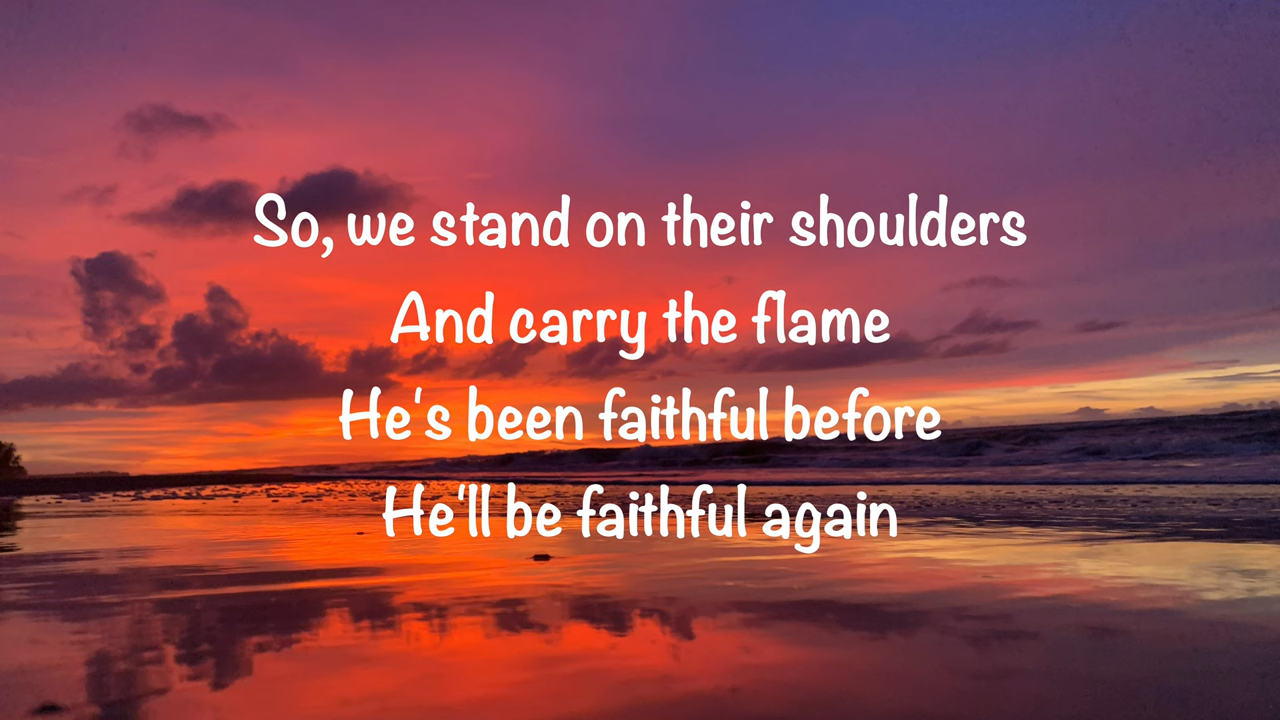 So, we stand on their shoulders
And carry the flame
He's been faithful before
He'll be faithful again